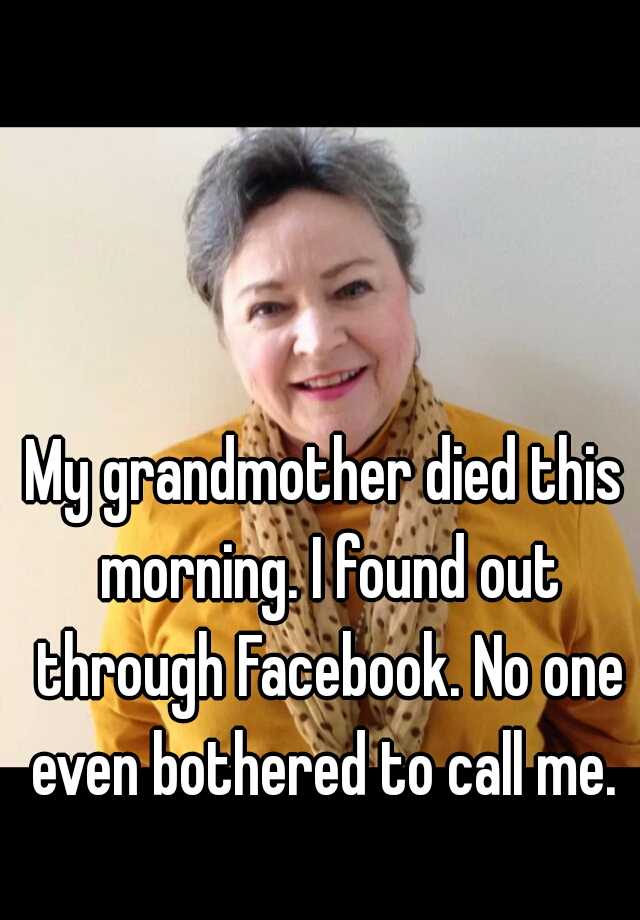 My grandmother died this
morning. I found out
through Facebook. No one
even bothered to call me.